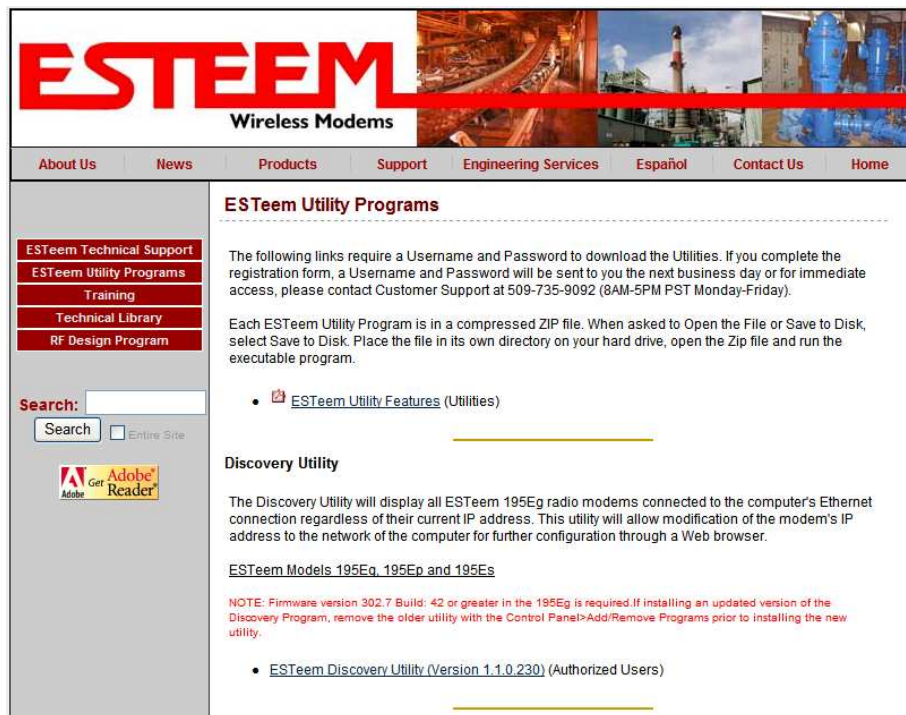 ESTEEM
Wireless Modems
About Us News Products Support Engineering Services Español Contact Us Home
ESTeem Technical Support
ESTeem Utility Programs
Training
Technical Library
RF Design Program
Search:
Search Entire Site
Adobe Get Adobe® Reader®
ESTeem Utility Programs
The following links require a Username and Password to download the Utilities. If you complete the
registration form, a Username and Password will be sent to you the next business day or for immediate
access, please contact Customer Support at 509-735-9092 (8AM-5PM PST Monday-Friday).
Each ESTeem Utility Program is in a compressed ZIP file. When asked to Open the File or Save to Disk,
select Save to Disk. Place the file in its own directory on your hard drive, open the Zip file and run the
executable program.
• ESTeem Utility Features (Utilities)
Discovery Utility
The Discovery Utility will display all ESTeem 195Eg radio modems connected to the computer's Ethernet
connection regardless of their current IP address. This utility will allow modification of the modem's IP
address to the network of the computer for further configuration through a Web browser.
ESTeem Models 195Eg, 195Ep and 195Es
NOTE: Firmware version 302.7 Build: 42 or greater in the 195Eg is required.If installing an updated version of the
Discovery Program, remove the older utility with the Control Panel>Add/Remove Programs prior to installing the new
utility.
• ESTeem Discovery Utility (Version 1.1.0.230) (Authorized Users)